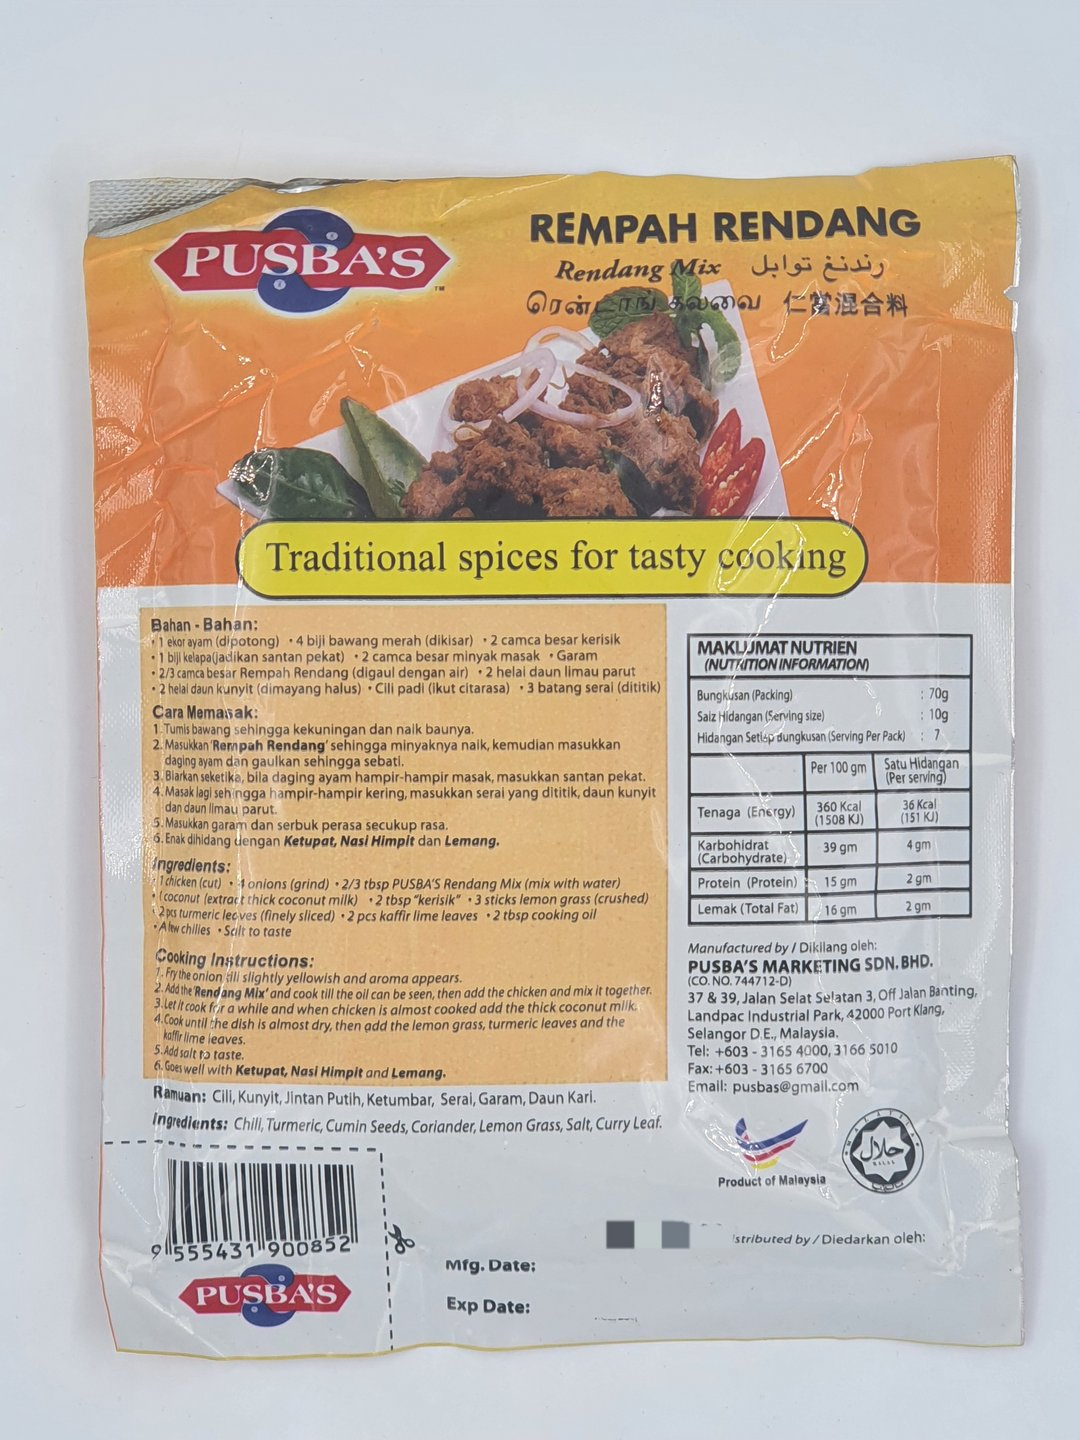 PUSBA'S
TM
REMPAH RENDANG
Rendang Mix رندنغ توابل
ரென்டாங் கலவை 仁當混合料
Traditional spices for tasty cooking
Bahan - Bahan:
• 1 ekor ayam (dipotong) • 4 biji bawang merah (dikisar) • 2 camca besar kerisik
• 1 biji kelapa(jadikan santan pekat) • 2 camca besar minyak masak • Garam
• 2/3 camca besar Rempah Rendang (digaul dengan air) • 2 helai daun limau parut
• 2 helai daun kunyit (dimayang halus) • Cili padi (ikut citarasa) • 3 batang serai (dititik)
Cara Memasak:
1. Tumis bawang sehingga kekuningan dan naik baunya.
2. Masukkan 'Rempah Rendang' sehingga minyaknya naik, kemudian masukkan
daging ayam dan gaulkan sehingga sebati.
3. Biarkan seketika, bila daging ayam hampir-hampir masak, masukkan santan pekat.
4. Masak lagi sehingga hampir-hampir kering, masukkan serai yang dititik, daun kunyit
dan daun limau parut.
5. Masukkan garam dan serbuk perasa secukup rasa.
6. Enak dihidang dengan Ketupat, Nasi Himpit dan Lemang.
Ingredients:
• 1 chicken (cut) • 4 onions (grind) • 2/3 tbsp PUSBA'S Rendang Mix (mix with water)
• 1 coconut (extract thick coconut milk) • 2 tbsp "kerisik" • 3 sticks lemon grass (crushed)
• 2 pcs turmeric leaves (finely sliced) • 2 pcs kaffir lime leaves • 2 tbsp cooking oil
• A few chilies • Salt to taste
Cooking Instructions:
1. Fry the onion till slightly yellowish and aroma appears.
2. Add the 'Rendang Mix' and cook till the oil can be seen, then add the chicken and mix it together.
3. Let it cook for a while and when chicken is almost cooked add the thick coconut milk.
4. Cook until the dish is almost dry, then add the lemon grass, turmeric leaves and the
kaffir lime leaves.
5. Add salt to taste.
6. Goes well with Ketupat, Nasi Himpit and Lemang.
Ramuan: Cili, Kunyit, Jintan Putih, Ketumbar, Serai, Garam, Daun Kari.
Ingredients: Chili, Turmeric, Cumin Seeds, Coriander, Lemon Grass, Salt, Curry Leaf.
MAKLUMAT NUTRIEN
(NUTRITION INFORMATION)
Bungkusan (Packing) : 70g
Saiz Hidangan (Serving size) : 10g
Hidangan Setiap Bungkusan (Serving Per Pack) : 7
Per 100 gm Satu Hidangan (Per serving)
Tenaga (Energy) 360 Kcal (1508 KJ) 36 Kcal (151 KJ)
Karbohidrat (Carbohydrate) 39 gm 4 gm
Protein (Protein) 15 gm 2 gm
Lemak (Total Fat) 16 gm 2 gm
Manufactured by / Dikilang oleh:
PUSBA'S MARKETING SDN. BHD.
(CO. NO. 744712-D)
37 & 39, Jalan Selat Selatan 3, Off Jalan Banting,
Landpac Industrial Park, 42000 Port Klang,
Selangor D.E., Malaysia.
Tel: +603 - 3165 4000, 3166 5010
Fax: +603 - 3165 6700
Email: pusbas@gmail.com
Product of Malaysia
MALAYSIA
حلال
HALAL
9 555431 900852
PUSBA'S
stributed by / Diedarkan oleh:
Mfg. Date:
Exp Date: